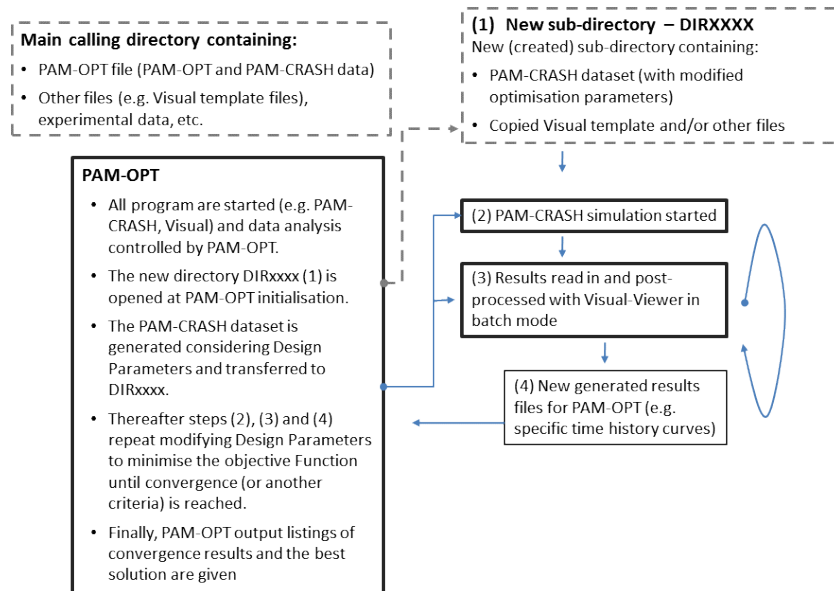 Main calling directory containing:
• PAM-OPT file (PAM-OPT and PAM-CRASH data)
• Other files (e.g. Visual template files),
experimental data, etc.
(1) New sub-directory – DIRXXXX
New (created) sub-directory containing:
• PAM-CRASH dataset (with modified
optimisation parameters)
• Copied Visual template and/or other files
PAM-OPT
• All program are started (e.g. PAM-
CRASH, Visual) and data analysis
controlled by PAM-OPT.
• The new directory DIRxxxx (1) is
opened at PAM-OPT initialisation.
• The PAM-CRASH dataset is
generated considering Design
Parameters and transferred to
DIRxxxx.
• Thereafter steps (2), (3) and (4)
repeat modifying Design Parameters
to minimise the objective Function
until convergence (or another
criteria) is reached.
• Finally, PAM-OPT output listings of
convergence results and the best
solution are given
(2) PAM-CRASH simulation started
(3) Results read in and post-
processed with Visual-Viewer in
batch mode
(4) New generated results
files for PAM-OPT (e.g.
specific time history curves)